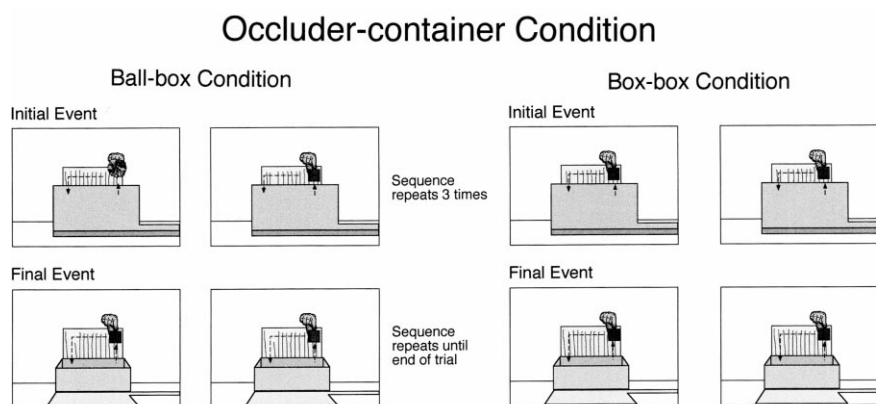 Occluder-container Condition
Ball-box Condition
Box-box Condition
Initial Event
Initial Event
Sequence
repeats 3 times
Final Event
Final Event
Sequence
repeats until
end of trial